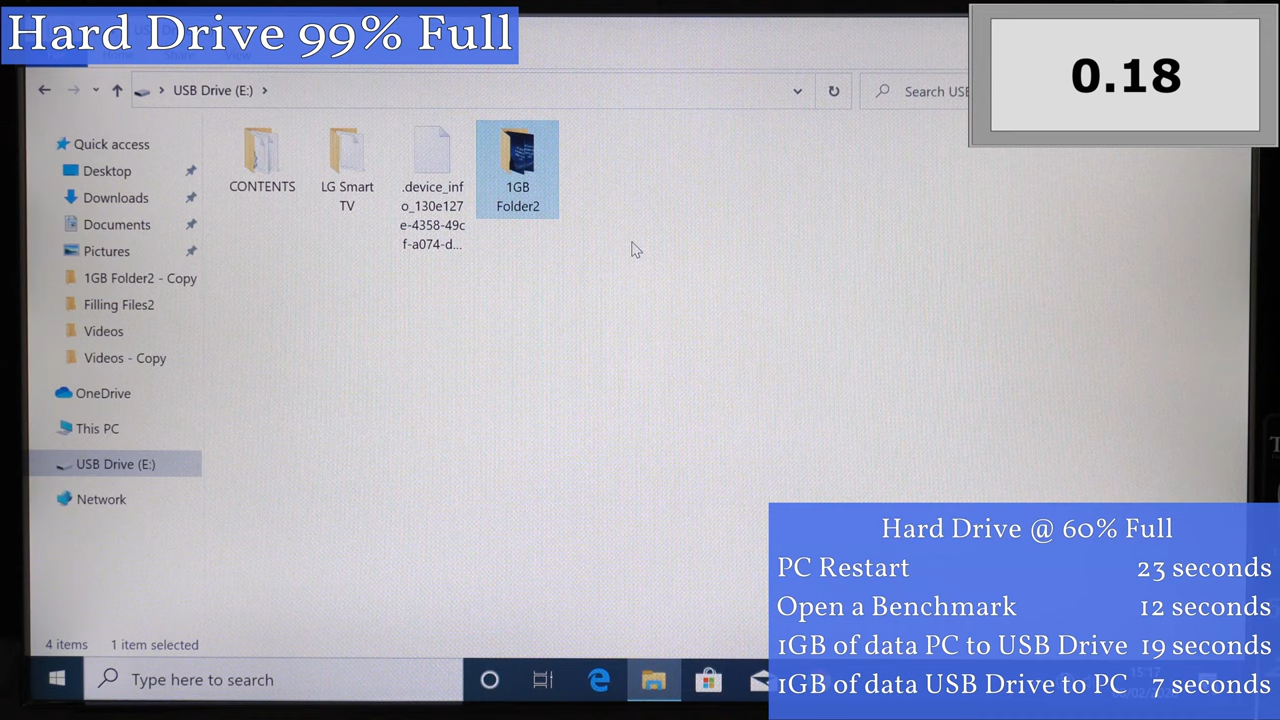 Hard Drive 99% Full
0.18
USB Drive (E:)
Search USB
Quick access
Desktop
Downloads
Documents
Pictures
1GB Folder2 - Copy
Filling Files2
Videos
Videos - Copy
OneDrive
This PC
USB Drive (E:)
Network
CONTENTS
LG Smart
TV
.device_inf
o_130e127
e-4358-49c
f-a074-d...
1GB
Folder2
4 items 1 item selected
Type here to search
Hard Drive @ 60% Full
PC Restart 23 seconds
Open a Benchmark 12 seconds
1GB of data PC to USB Drive 19 seconds
1GB of data USB Drive to PC 7 seconds